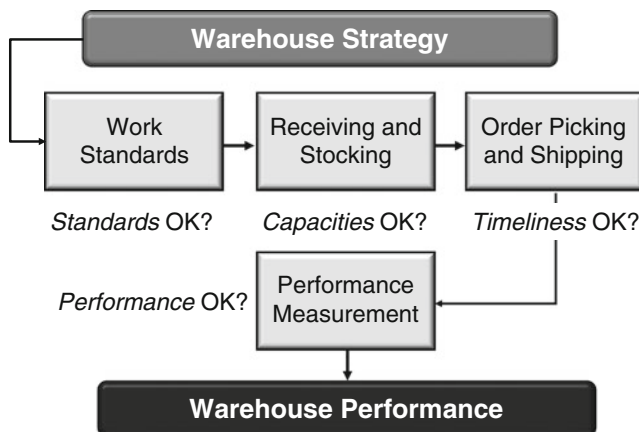 Warehouse Strategy
Work
Standards
Receiving and
Stocking
Order Picking
and Shipping
Standards OK?
Capacities OK?
Timeliness OK?
Performance OK?
Performance
Measurement
Warehouse Performance